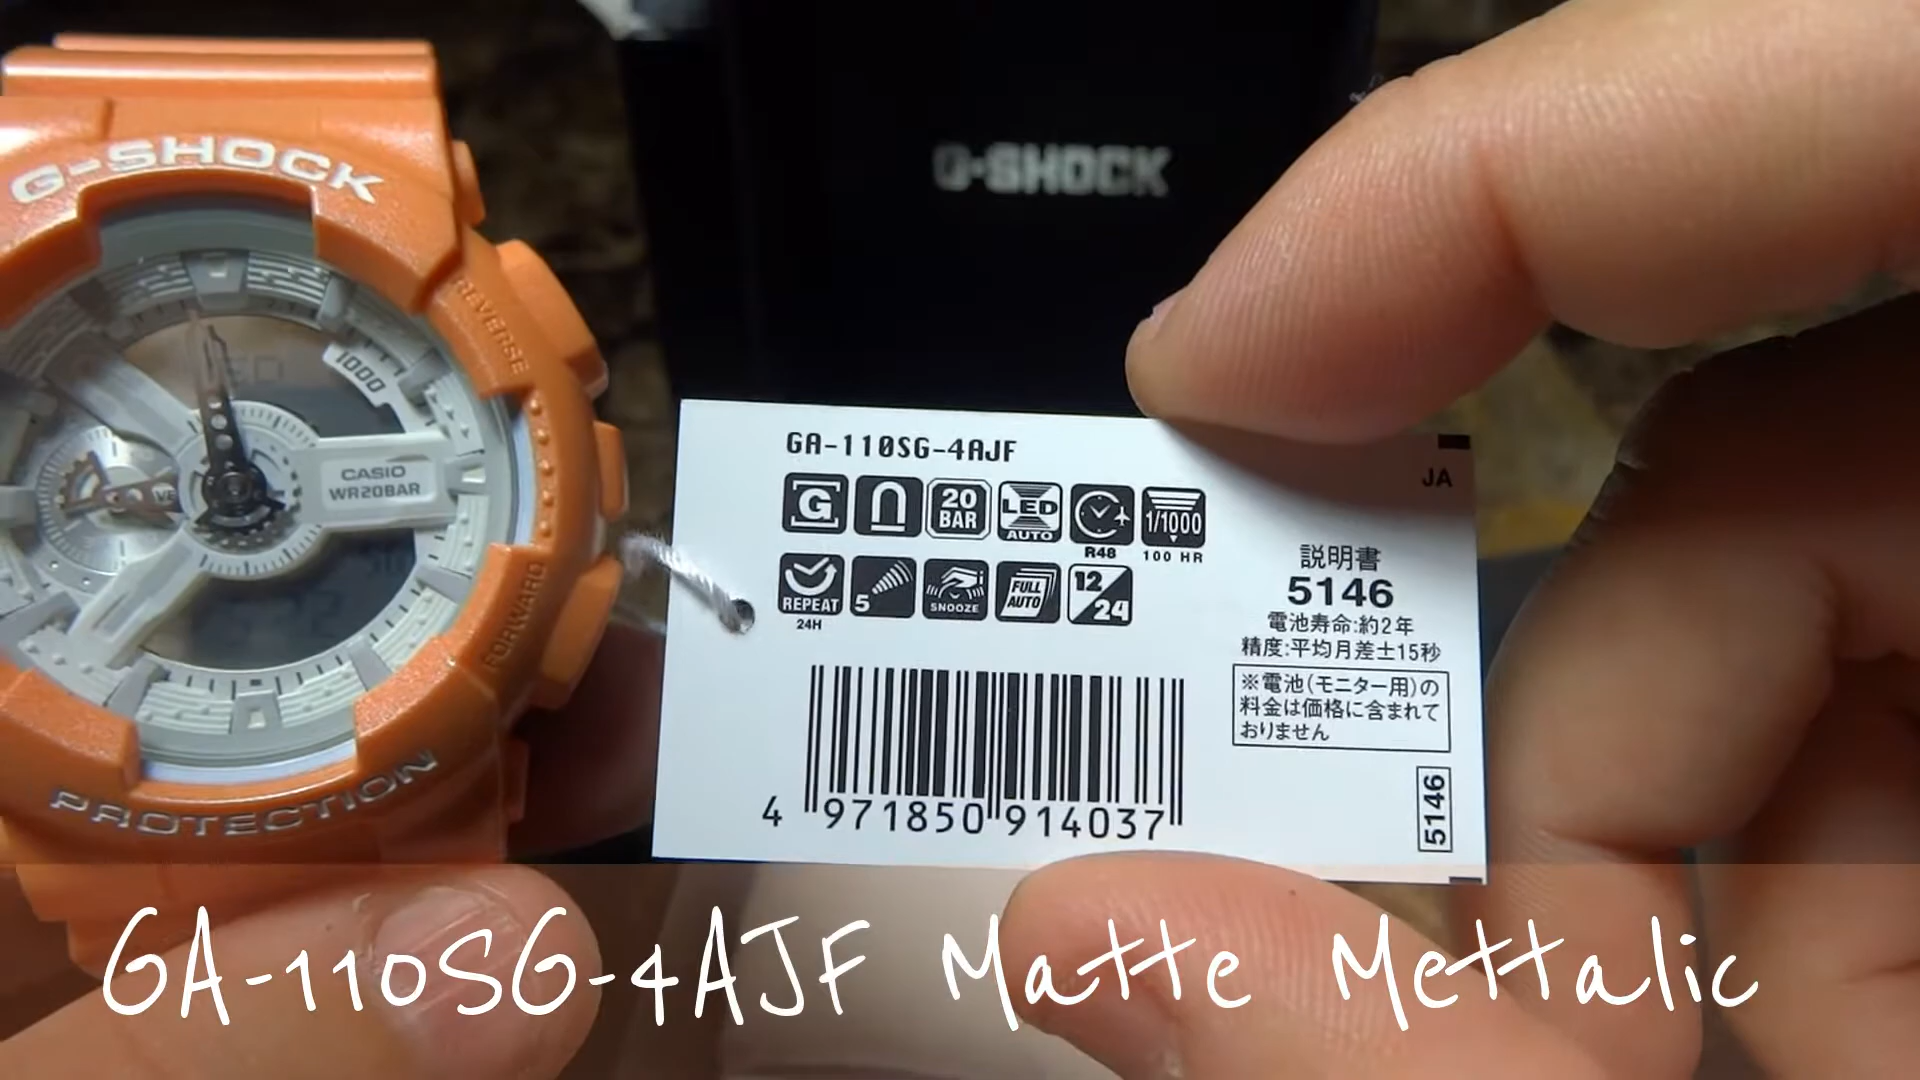 G-SHOCK
REVERSE
1000
CASIO
WR20BAR
FORWARD
PROTECTION
G-SHOCK
GA-110SG-4AJF
JA
G
20
BAR
LED
AUTO
R48
1/1000
100 HR
REPEAT
24H
5
SNOOZE
FULL
AUTO
12/24
説明書
5146
電池寿命:約2年
精度:平均月差±15秒
※電池(モニター用)の
料金は価格に含まれて
おりません
5146
4 971850 914037
GA-110SG-4AJF Matte Mettalic